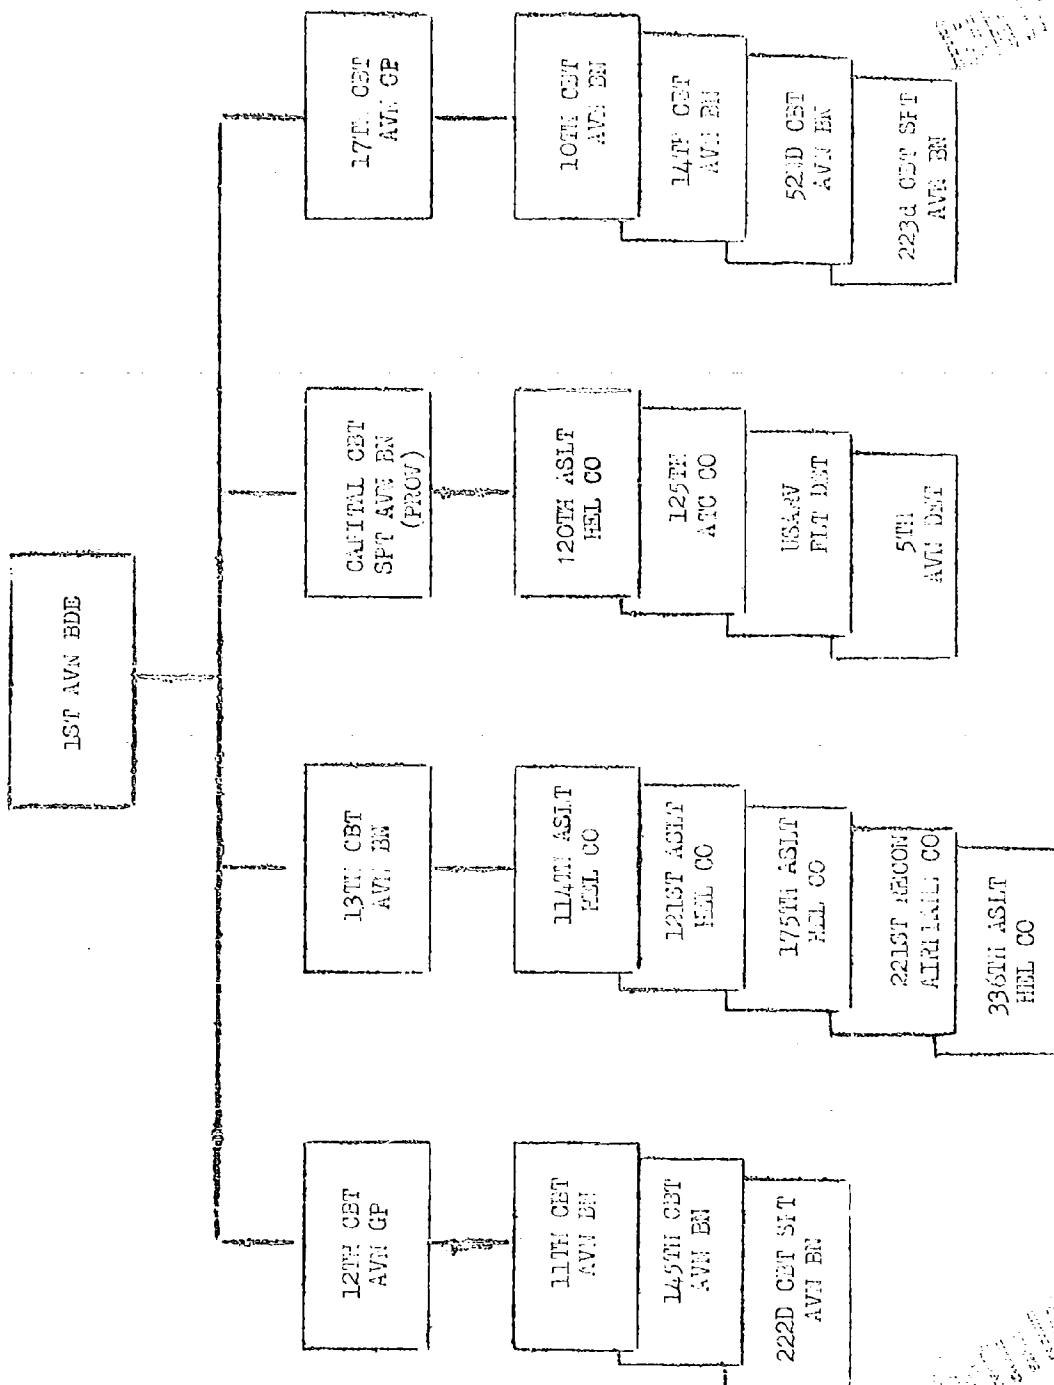 1ST AVN BDE
12TH CBT
AVN GP
11TH CBT
AVN BN
145TH CBT
AVN BN
222D CBT SPT
AVN BN
13TH CBT
AVN BN
114TH ASLT
HEL CO
121ST ASLT
HEL CO
175TH ASLT
HEL CO
221ST RECON
CO
336TH ASLT
HEL CO
CAPITAL CBT
SPT AVN BN
(PROV)
120TH ASLT
HEL CO
125TH
ATC CO
USARV
FLT DET
5TH
AVN DET
17TH CBT
AVN GP
10TH CBT
AVN BN
14TH CBT
AVN BN
52ND CBT
AVN BN
223d CBT SPT
AVN BN